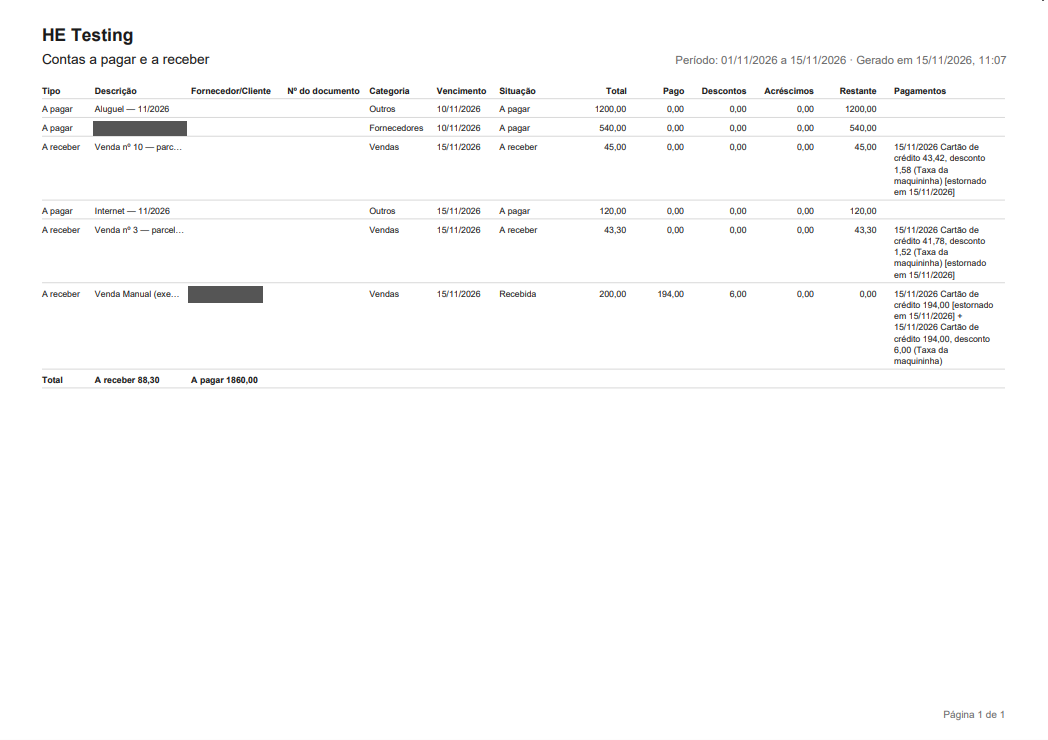 HE Testing
Contas a pagar e a receber
Período: 01/11/2026 a 15/11/2026 · Gerado em 15/11/2026, 11:07
Tipo Descrição Fornecedor/Cliente Nº do documento Categoria Vencimento Situação Total Pago Descontos Acréscimos Restante Pagamentos
A pagar Aluguel — 11/2026 Outros 10/11/2026 A pagar 1200,00 0,00 0,00 0,00 1200,00
A pagar Fornecedores 10/11/2026 A pagar 540,00 0,00 0,00 0,00 540,00
A receber Venda nº 10 — parc... Vendas 15/11/2026 A receber 45,00 0,00 0,00 0,00 45,00 15/11/2026 Cartão de
crédito 43,42, desconto
1,58 (Taxa da
maquininha) [estornado
em 15/11/2026]
A pagar Internet — 11/2026 Outros 15/11/2026 A pagar 120,00 0,00 0,00 0,00 120,00
A receber Venda nº 3 — parcel... Vendas 15/11/2026 A receber 43,30 0,00 0,00 0,00 43,30 15/11/2026 Cartão de
crédito 41,78, desconto
1,52 (Taxa da
maquininha) [estornado
em 15/11/2026]
A receber Venda Manual (exe... Vendas 15/11/2026 Recebida 200,00 194,00 6,00 0,00 0,00 15/11/2026 Cartão de
crédito 194,00 [estornado
em 15/11/2026] +
15/11/2026 Cartão de
crédito 194,00, desconto
6,00 (Taxa da
maquininha)
Total A receber 88,30 A pagar 1860,00
Página 1 de 1